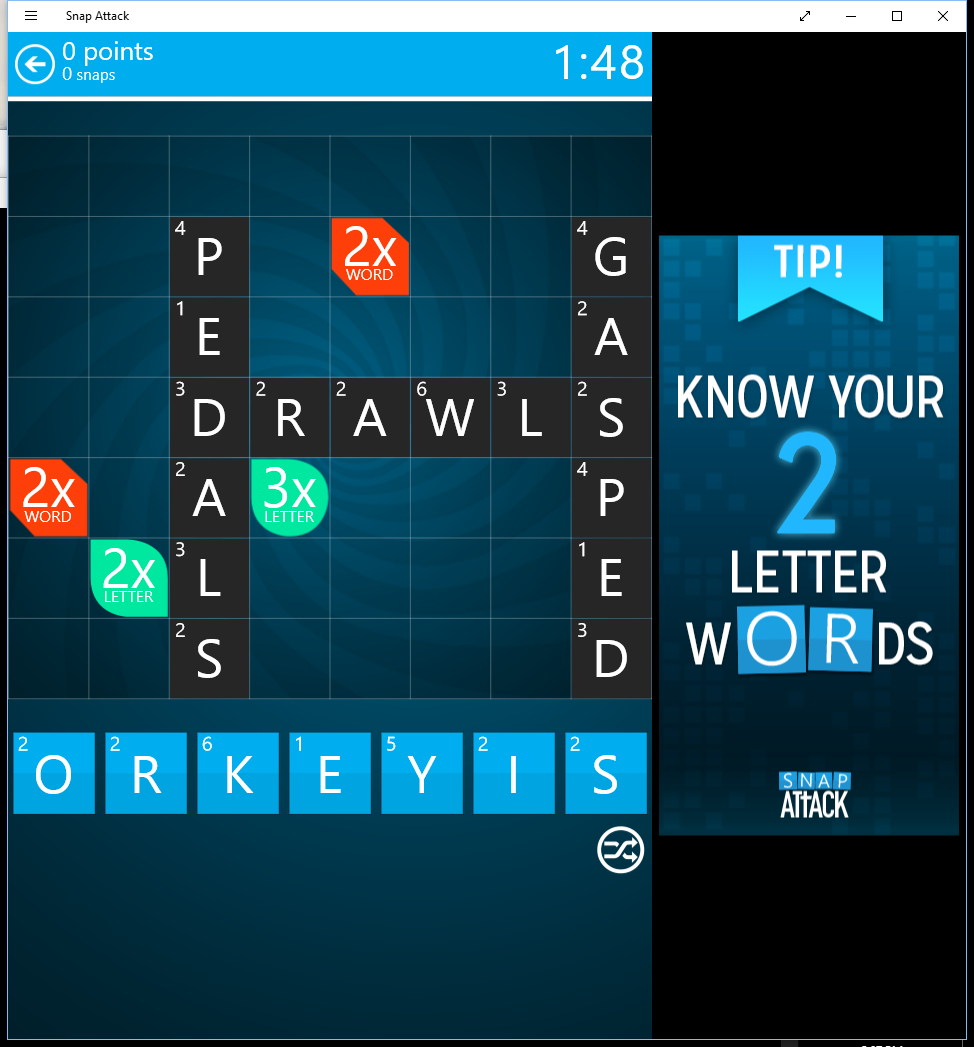 Snap Attack
0 points
0 snaps
1:48
4 P
2x WORD
4 G
1 E
2 A
3 D 2 R 2 A 6 W 3 L 2 S
2x WORD
2 A
3x LETTER
4 P
2x LETTER
3 L
1 E
2 S
3 D
2 O 2 R 6 K 1 E 5 Y 2 I 2 S
TIP!
KNOW YOUR
2
LETTER
WORDS
SNAP
ATTACK